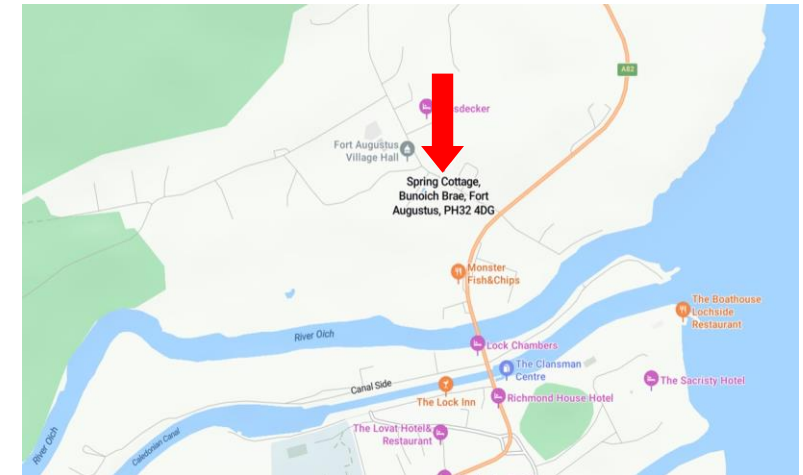 A82
sdecker
Fort Augustus
Village Hall
Spring Cottage,
Bunoich Brae, Fort
Augustus, PH32 4DG
Monster
Fish&Chips
The Boathouse
Lochside
Restaurant
River Oich
Lock Chambers
The Clansman
Centre
Canal Side
The Sacristy Hotel
The Lock Inn
Richmond House Hotel
The Lovat Hotel&
Restaurant
River Oich
Caledonian Canal